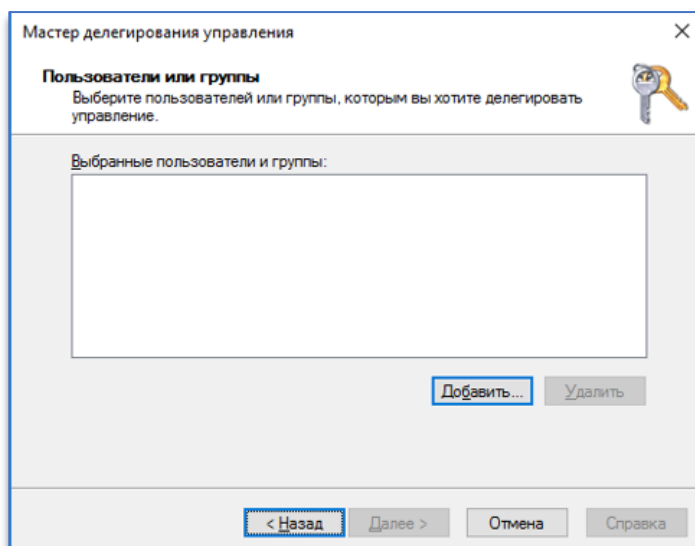 Мастер делегирования управления
Пользователи или группы
Выберите пользователей или группы, которым вы хотите делегировать
управление.
Выбранные пользователи и группы:
Добавить...
Удалить
< Назад
Далее >
Отмена
Справка